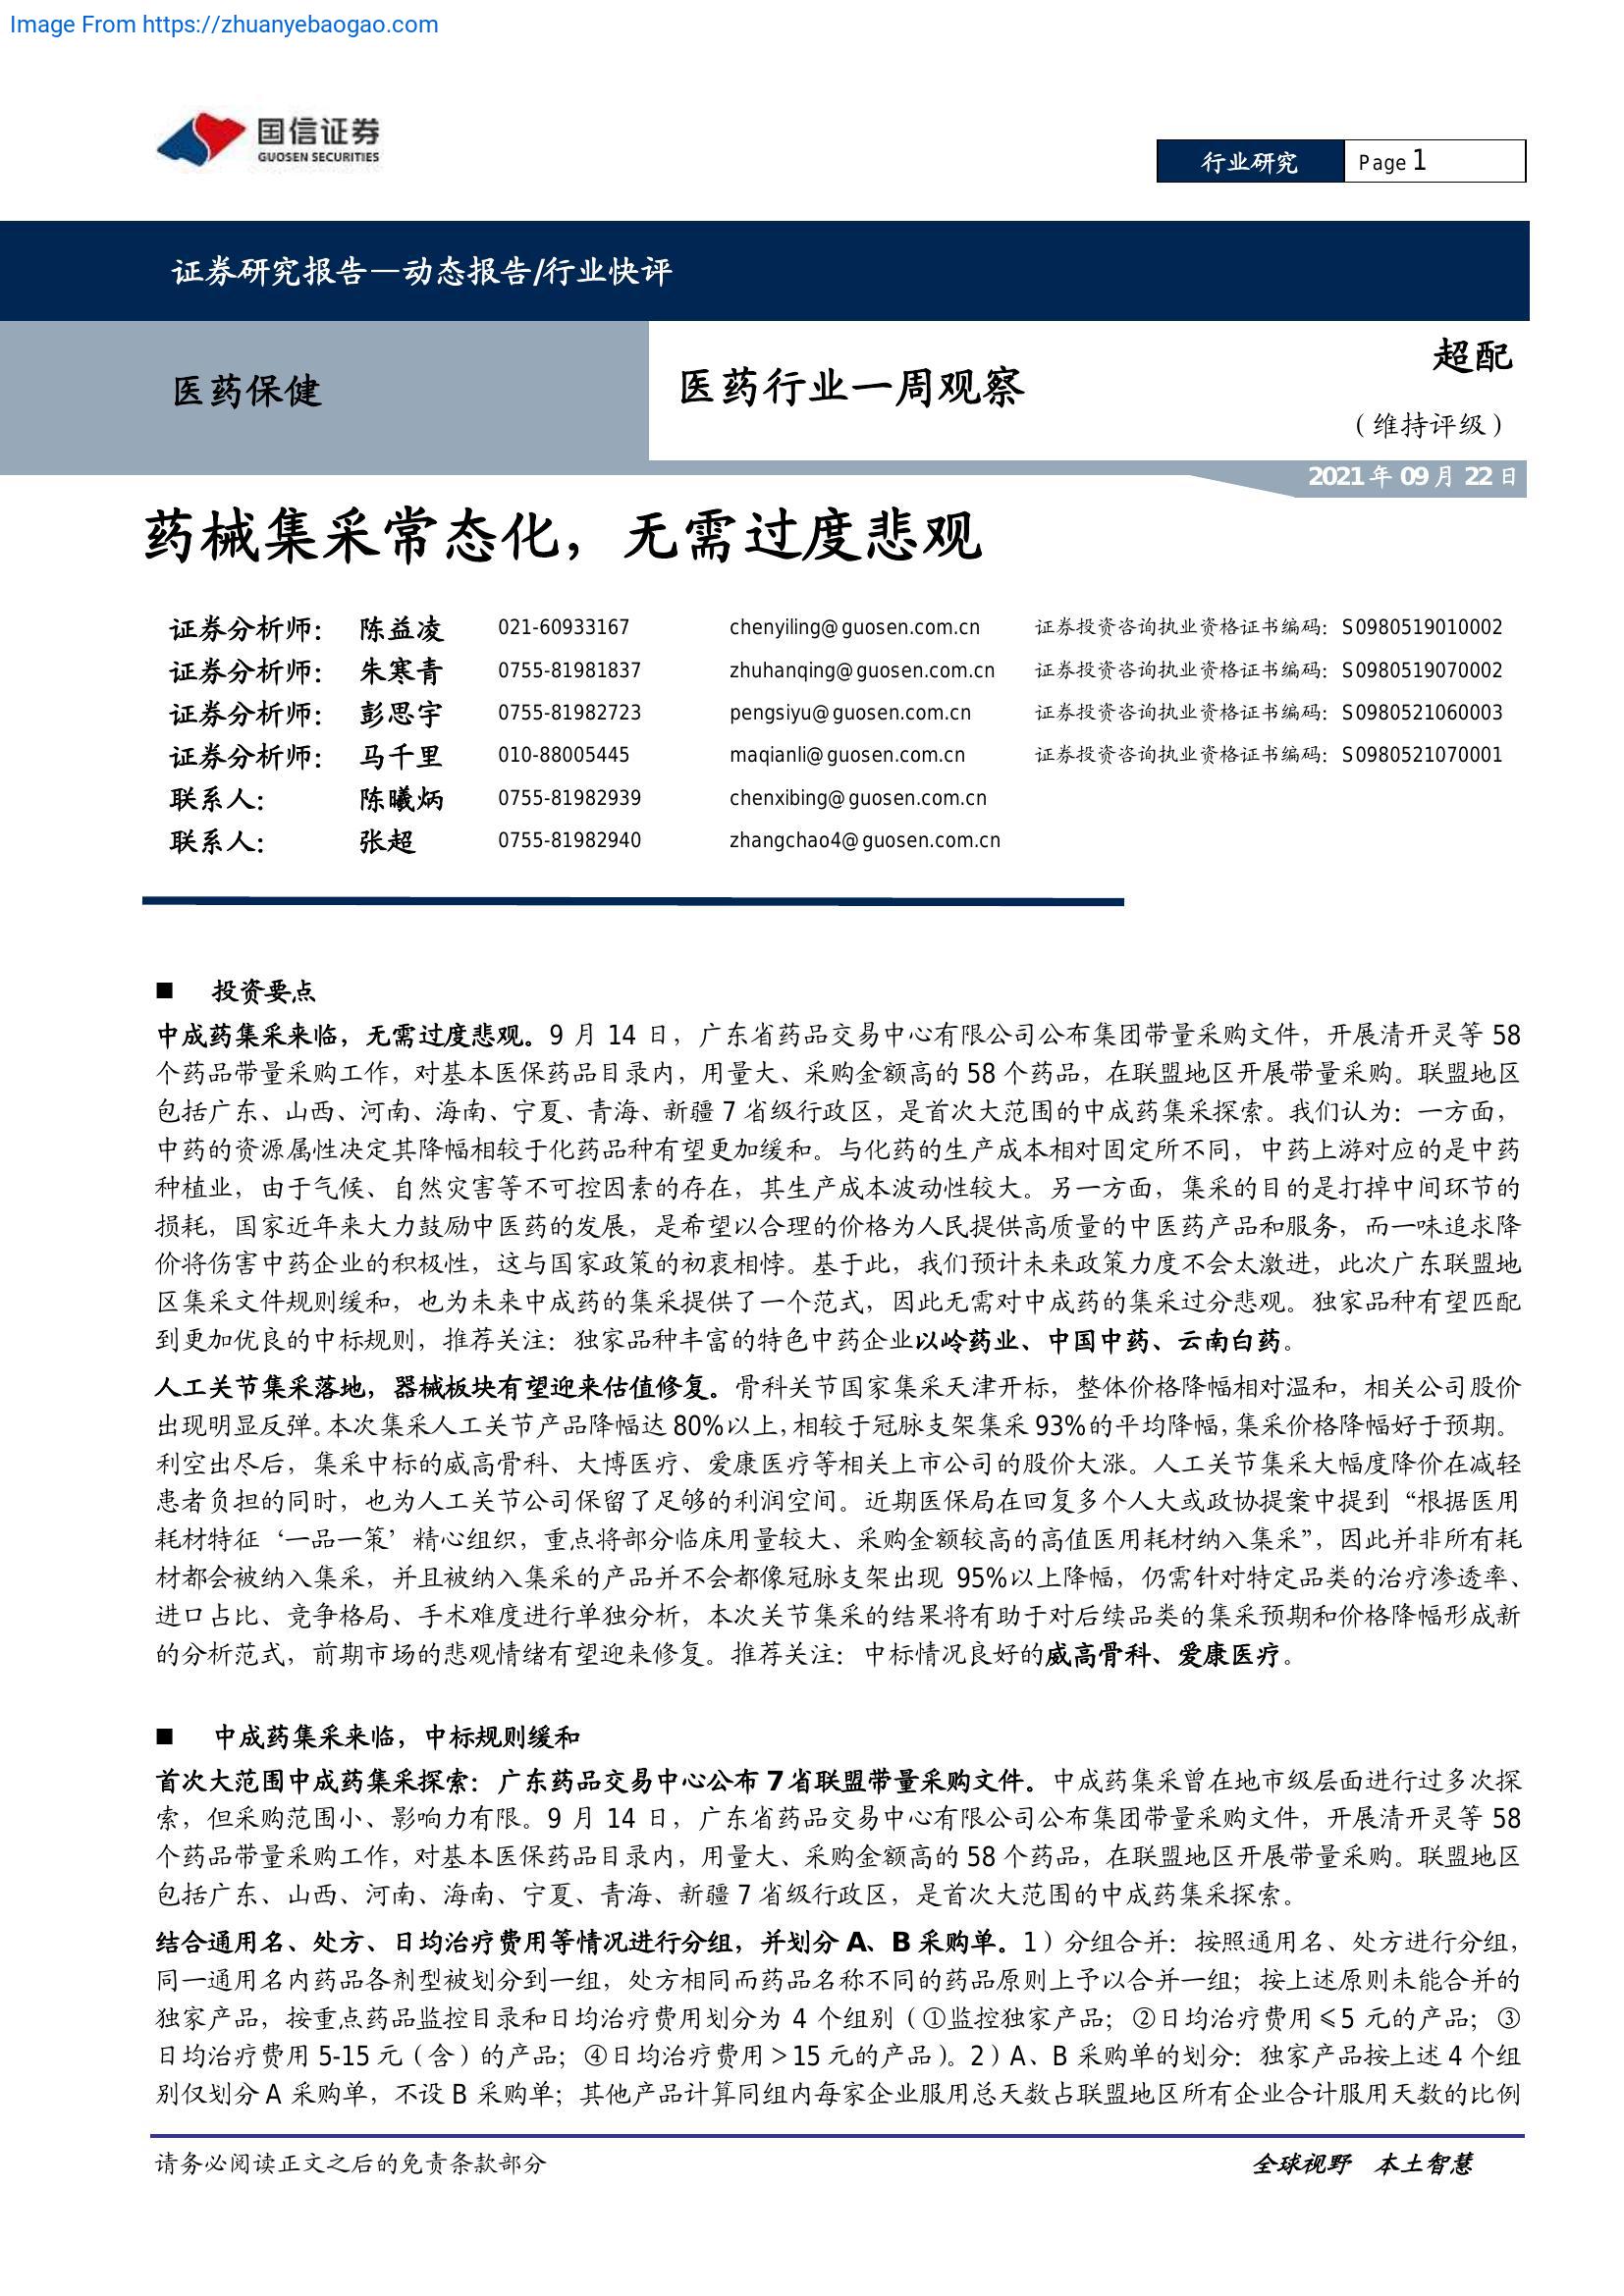 Image From https://zhuanyebaogao.com
国信证券
GUOSEN SECURITIES
行业研究 Page 1
证券研究报告—动态报告/行业快评
医药保健
医药行业一周观察
超配
（维持评级）
2021年09月22日
药械集采常态化，无需过度悲观
证券分析师： 陈益凌 021-60933167 chenyiling@guosen.com.cn 证券投资咨询执业资格证书编码：S0980519010002
证券分析师： 朱寒青 0755-81981837 zhuhanqing@guosen.com.cn 证券投资咨询执业资格证书编码：S0980519070002
证券分析师： 彭思宇 0755-81982723 pengsiyu@guosen.com.cn 证券投资咨询执业资格证书编码：S0980521060003
证券分析师： 马千里 010-88005445 maqianli@guosen.com.cn 证券投资咨询执业资格证书编码：S0980521070001
联系人： 陈曦炳 0755-81982939 chenxibing@guosen.com.cn
联系人： 张超 0755-81982940 zhangchao4@guosen.com.cn
■ 投资要点
中成药集采来临，无需过度悲观。9 月 14 日，广东省药品交易中心有限公司公布集团带量采购文件，开展清开灵等 58
个药品带量采购工作，对基本医保药品目录内，用量大、采购金额高的 58 个药品，在联盟地区开展带量采购。联盟地区
包括广东、山西、河南、海南、宁夏、青海、新疆 7 省级行政区，是首次大范围的中成药集采探索。我们认为：一方面，
中药的资源属性决定其降幅相较于化药品种有望更加缓和。与化药的生产成本相对固定所不同，中药上游对应的是中药
种植业，由于气候、自然灾害等不可控因素的存在，其生产成本波动性较大。另一方面，集采的目的是打掉中间环节的
损耗，国家近年来大力鼓励中医药的发展，是希望以合理的价格为人民提供高质量的中医药产品和服务，而一味追求降
价将伤害中药企业的积极性，这与国家政策的初衷相悖。基于此，我们预计未来政策力度不会太激进，此次广东联盟地
区集采文件规则缓和，也为未来中成药的集采提供了一个范式，因此无需对中成药的集采过分悲观。独家品种有望匹配
到更加优良的中标规则，推荐关注：独家品种丰富的特色中药企业以岭药业、中国中药、云南白药。
人工关节集采落地，器械板块有望迎来估值修复。骨科关节国家集采天津开标，整体价格降幅相对温和，相关公司股价
出现明显反弹。本次集采人工关节产品降幅达 80%以上，相较于冠脉支架集采 93%的平均降幅，集采价格降幅好于预期。
利空出尽后，集采中标的威高骨科、大博医疗、爱康医疗等相关上市公司的股价大涨。人工关节集采大幅度降价在减轻
患者负担的同时，也为人工关节公司保留了足够的利润空间。近期医保局在回复多个人大或政协提案中提到“根据医用
耗材特征‘一品一策’精心组织，重点将部分临床用量较大、采购金额较高的高值医用耗材纳入集采”，因此并非所有耗
材都会被纳入集采，并且被纳入集采的产品并不会都像冠脉支架出现 95%以上降幅，仍需针对特定品类的治疗渗透率、
进口占比、竞争格局、手术难度进行单独分析，本次关节集采的结果将有助于对后续品类的集采预期和价格降幅形成新
的分析范式，前期市场的悲观情绪有望迎来修复。推荐关注：中标情况良好的威高骨科、爱康医疗。
■ 中成药集采来临，中标规则缓和
首次大范围中成药集采探索：广东药品交易中心公布 7 省联盟带量采购文件。中成药集采曾在地市级层面进行过多次探
索，但采购范围小、影响力有限。9 月 14 日，广东省药品交易中心有限公司公布集团带量采购文件，开展清开灵等 58
个药品带量采购工作，对基本医保药品目录内，用量大、采购金额高的 58 个药品，在联盟地区开展带量采购。联盟地区
包括广东、山西、河南、海南、宁夏、青海、新疆 7 省级行政区，是首次大范围的中成药集采探索。
结合通用名、处方、日均治疗费用等情况进行分组，并划分 A、B 采购单。1）分组合并：按照通用名、处方进行分组，
同一通用名内药品各剂型被划分到一组，处方相同而药品名称不同的药品原则上予以合并一组；按上述原则未能合并的
独家产品，按重点药品监控目录和日均治疗费用划分为 4 个组别（①监控独家产品；②日均治疗费用≤5 元的产品；③
日均治疗费用 5-15 元（含）的产品；④日均治疗费用＞15 元的产品）。2）A、B 采购单的划分：独家产品按上述 4 个组
别仅划分 A 采购单，不设 B 采购单；其他产品计算同组内每家企业服用总天数占联盟地区所有企业合计服用天数的比例
请务必阅读正文之后的免责条款部分
全球视野 本土智慧